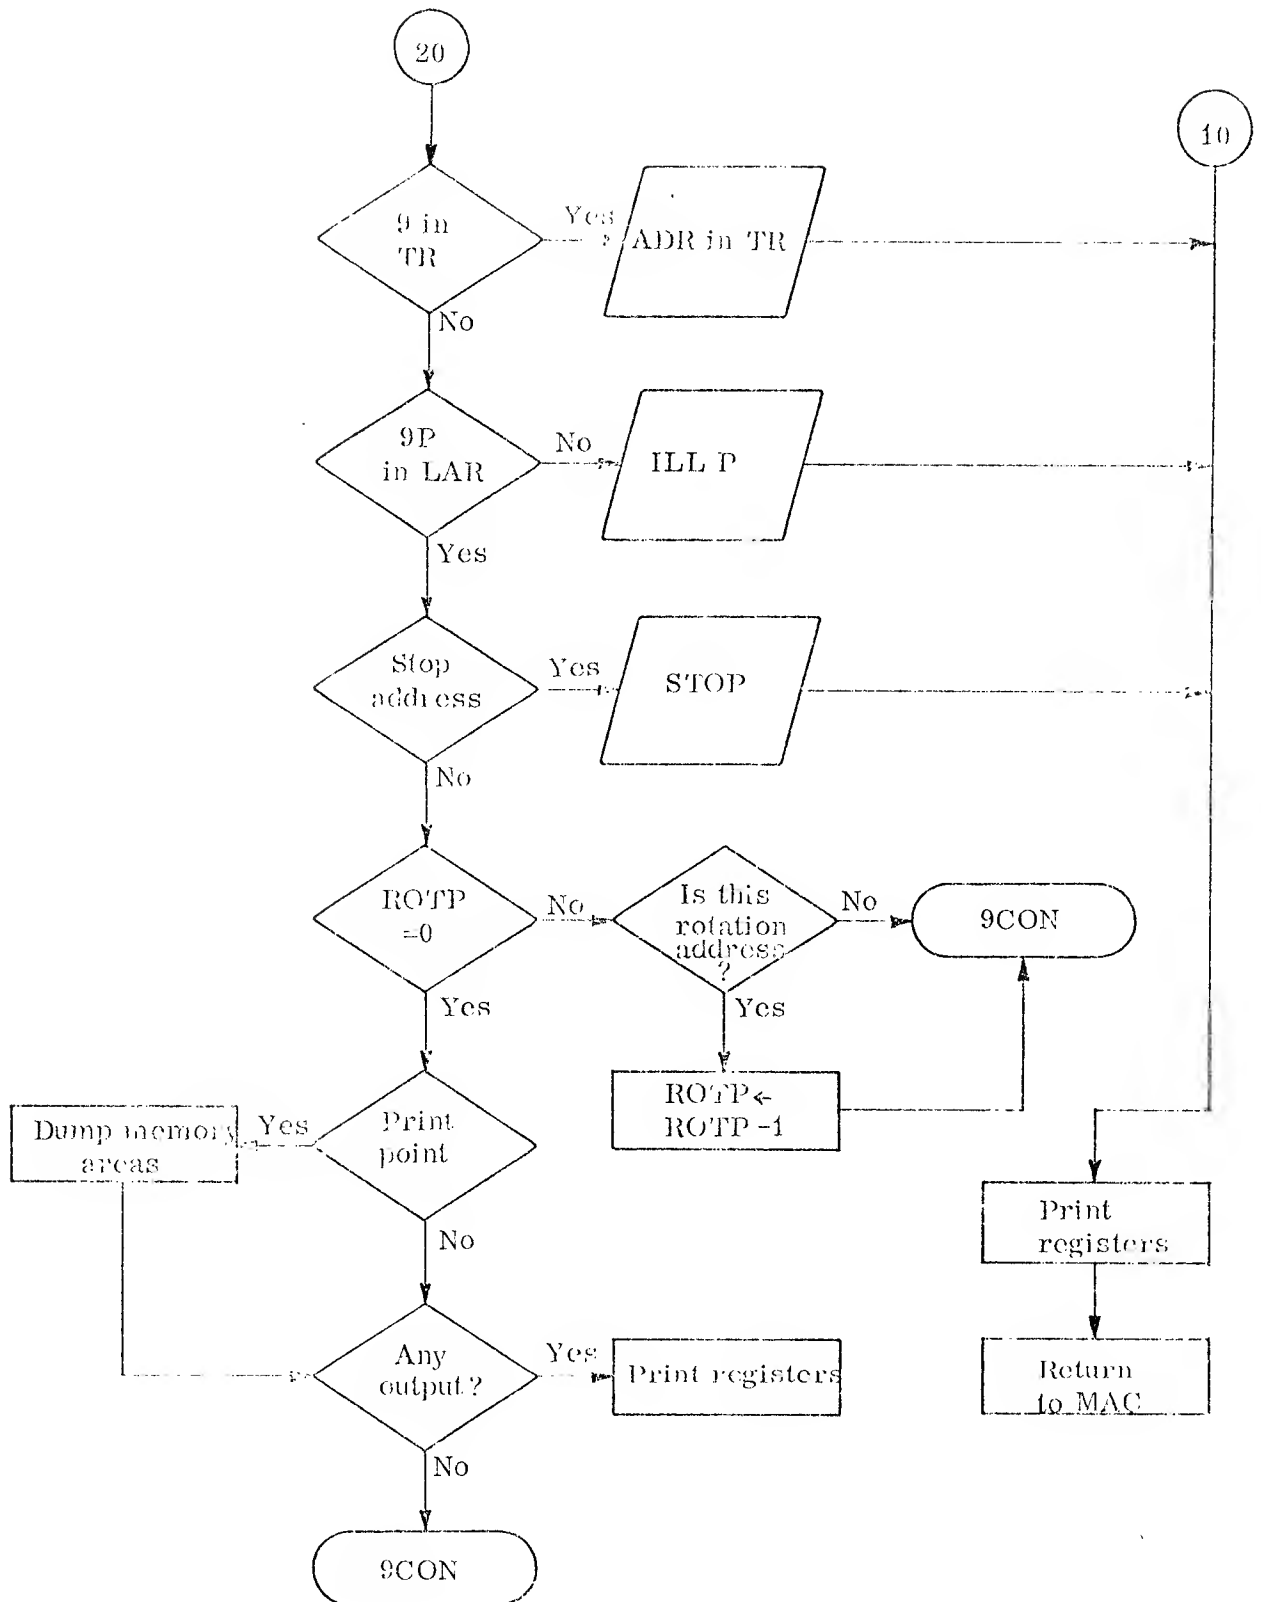 20
10
9 in
TR
Yes
ADR in TR
No
9P
in LAR
No
ILL P
Yes
Stop
address
Yes
STOP
No
ROTP
=0
No
Is this
rotation
address
?
No
9CON
Yes
Yes
ROTP←
ROTP-1
Print
point
Yes
Dump memory
areas
No
Print
registers
Any
output?
Yes
Print registers
Return
to MAC
No
9CON